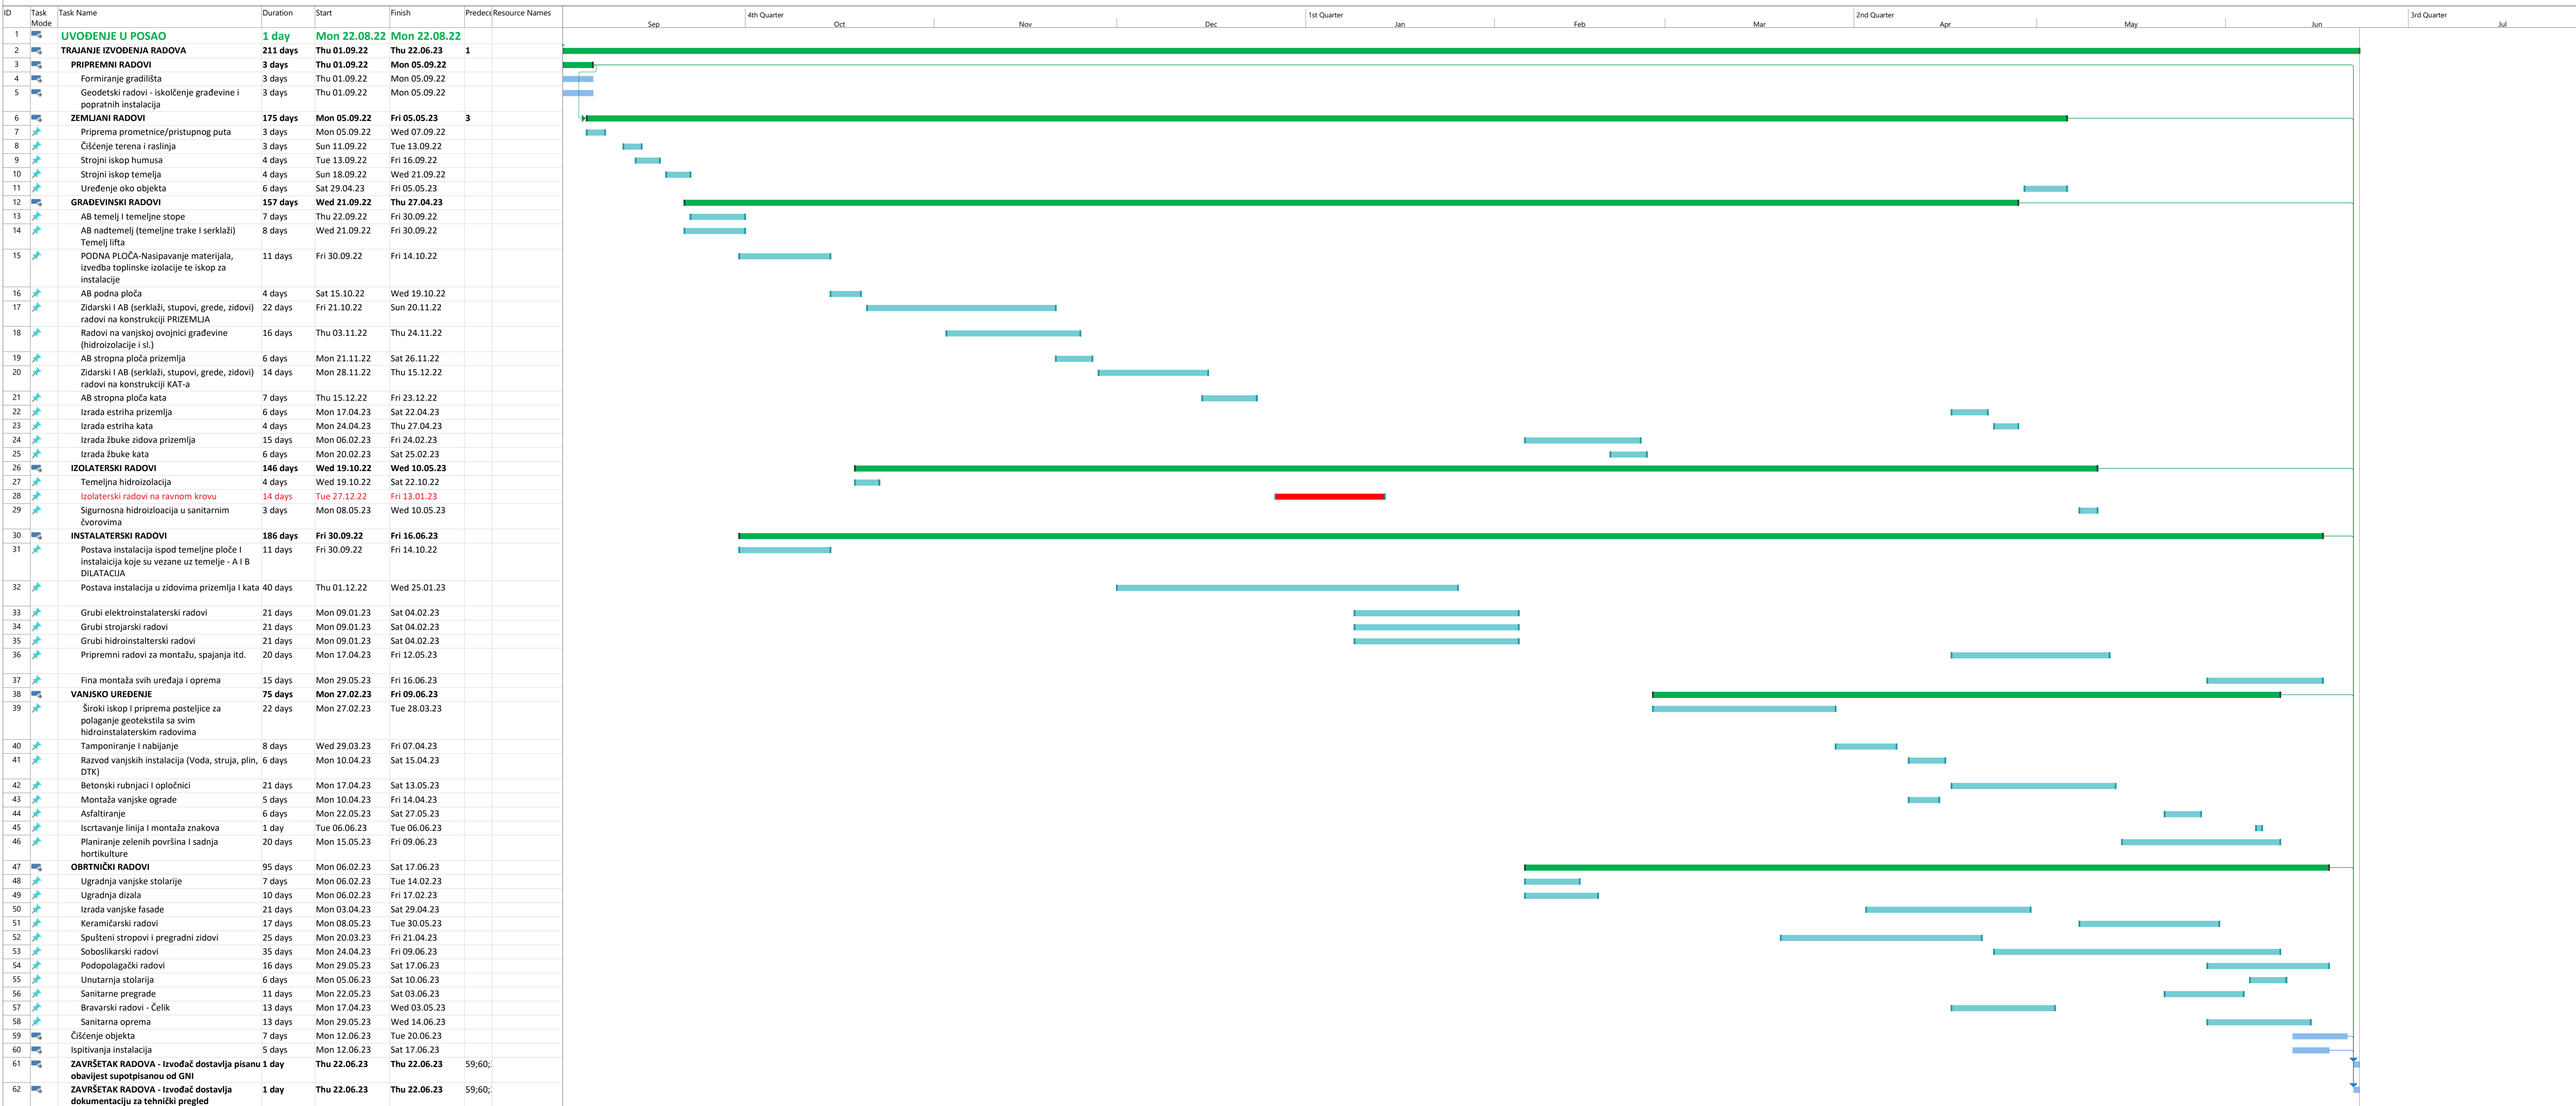 ID Task Mode Task Name Duration Start Finish Predece Resource Names
4th Quarter 1st Quarter 2nd Quarter 3rd Quarter
Sep Oct Nov Dec Jan Feb Mar Apr May Jun Jul
1 UVOĐENJE U POSAO 1 day Mon 22.08.22 Mon 22.08.22
2 TRAJANJE IZVOĐENJA RADOVA 211 days Thu 01.09.22 Thu 22.06.23 1
3 PRIPREMNI RADOVI 3 days Thu 01.09.22 Mon 05.09.22
4 Formiranje gradilišta 3 days Thu 01.09.22 Mon 05.09.22
5 Geodetski radovi - iskolčenje građevine i 3 days Thu 01.09.22 Mon 05.09.22
popratnih instalacija
6 ZEMLJANI RADOVI 175 days Mon 05.09.22 Fri 05.05.23 3
7 Priprema prometnice/pristupnog puta 3 days Mon 05.09.22 Wed 07.09.22
8 Čišćenje terena i raslinja 3 days Sun 11.09.22 Tue 13.09.22
9 Strojni iskop humusa 4 days Tue 13.09.22 Fri 16.09.22
10 Strojni iskop temelja 4 days Sun 18.09.22 Wed 21.09.22
11 Uređenje oko objekta 6 days Sat 29.04.23 Fri 05.05.23
12 GRAĐEVINSKI RADOVI 157 days Wed 21.09.22 Thu 27.04.23
13 AB temelj I temeljne stope 7 days Thu 22.09.22 Fri 30.09.22
14 AB nadtemelj (temeljne trake I serklaži) 8 days Wed 21.09.22 Fri 30.09.22
Temelj lifta
15 PODNA PLOČA-Nasipavanje materijala, 11 days Fri 30.09.22 Fri 14.10.22
izvedba toplinske izolacije te iskop za
instalacije
16 AB podna ploča 4 days Sat 15.10.22 Wed 19.10.22
17 Zidarski I AB (serklaži, stupovi, grede, zidovi) 22 days Fri 21.10.22 Sun 20.11.22
radovi na konstrukciji PRIZEMLJA
18 Radovi na vanjskoj ovojnici građevine 16 days Thu 03.11.22 Thu 24.11.22
(hidroizolacije i sl.)
19 AB stropna ploča prizemlja 6 days Mon 21.11.22 Sat 26.11.22
20 Zidarski I AB (serklaži, stupovi, grede, zidovi) 14 days Mon 28.11.22 Thu 15.12.22
radovi na konstrukciji KAT-a
21 AB stropna ploča kata 7 days Thu 15.12.22 Fri 23.12.22
22 Izrada estriha prizemlja 6 days Mon 17.04.23 Sat 22.04.23
23 Izrada estriha kata 4 days Mon 24.04.23 Thu 27.04.23
24 Izrada žbuke zidova prizemlja 15 days Mon 06.02.23 Fri 24.02.23
25 Izrada žbuke kata 6 days Mon 20.02.23 Sat 25.02.23
26 IZOLATERSKI RADOVI 146 days Wed 19.10.22 Wed 10.05.23
27 Temeljna hidroizolacija 4 days Wed 19.10.22 Sat 22.10.22
28 Izolaterski radovi na ravnom krovu 14 days Tue 27.12.22 Fri 13.01.23
29 Sigurnosna hidroizloacija u sanitarnim 3 days Mon 08.05.23 Wed 10.05.23
čvorovima
30 INSTALATERSKI RADOVI 186 days Fri 30.09.22 Fri 16.06.23
31 Postava instalacija ispod temeljne ploče I 11 days Fri 30.09.22 Fri 14.10.22
instalaicija koje su vezane uz temelje - A I B
DILATACIJA
32 Postava instalacija u zidovima prizemlja I kata 40 days Thu 01.12.22 Wed 25.01.23
33 Grubi elektroinstalaterski radovi 21 days Mon 09.01.23 Sat 04.02.23
34 Grubi strojarski radovi 21 days Mon 09.01.23 Sat 04.02.23
35 Grubi hidroinstalterski radovi 21 days Mon 09.01.23 Sat 04.02.23
36 Pripremni radovi za montažu, spajanja itd. 20 days Mon 17.04.23 Fri 12.05.23
37 Fina montaža svih uređaja i oprema 15 days Mon 29.05.23 Fri 16.06.23
38 VANJSKO UREĐENJE 75 days Mon 27.02.23 Fri 09.06.23
39 Široki iskop I priprema posteljice za 22 days Mon 27.02.23 Tue 28.03.23
polaganje geotekstila sa svim
hidroinstalaterskim radovima
40 Tamponiranje I nabijanje 8 days Wed 29.03.23 Fri 07.04.23
41 Razvod vanjskih instalacija (Voda, struja, plin, 6 days Mon 10.04.23 Sat 15.04.23
DTK)
42 Betonski rubnjaci I opločnici 21 days Mon 17.04.23 Sat 13.05.23
43 Montaža vanjske ograde 5 days Mon 10.04.23 Fri 14.04.23
44 Asfaltiranje 6 days Mon 22.05.23 Sat 27.05.23
45 Iscrtavanje linija I montaža znakova 1 day Tue 06.06.23 Tue 06.06.23
46 Planiranje zelenih površina I sadnja 20 days Mon 15.05.23 Fri 09.06.23
hortikulture
47 OBRTNIČKI RADOVI 95 days Mon 06.02.23 Sat 17.06.23
48 Ugradnja vanjske stolarije 7 days Mon 06.02.23 Tue 14.02.23
49 Ugradnja dizala 10 days Mon 06.02.23 Fri 17.02.23
50 Izrada vanjske fasade 21 days Mon 03.04.23 Sat 29.04.23
51 Keramičarski radovi 17 days Mon 08.05.23 Tue 30.05.23
52 Spušteni stropovi i pregradni zidovi 25 days Mon 20.03.23 Fri 21.04.23
53 Soboslikarski radovi 35 days Mon 24.04.23 Fri 09.06.23
54 Podopolagački radovi 16 days Mon 29.05.23 Sat 17.06.23
55 Unutarnja stolarija 6 days Mon 05.06.23 Sat 10.06.23
56 Sanitarne pregrade 11 days Mon 22.05.23 Sat 03.06.23
57 Bravarski radovi - Čelik 13 days Mon 17.04.23 Wed 03.05.23
58 Sanitarna oprema 13 days Mon 29.05.23 Wed 14.06.23
59 Čišćenje objekta 7 days Mon 12.06.23 Tue 20.06.23
60 Ispitivanja instalacija 5 days Mon 12.06.23 Sat 17.06.23
61 ZAVRŠETAK RADOVA - Izvođač dostavlja pisanu 1 day Thu 22.06.23 Thu 22.06.23 59;60;
obavijest supotpisanou od GNI
62 ZAVRŠETAK RADOVA - Izvođač dostavlja 1 day Thu 22.06.23 Thu 22.06.23 59;60;
dokumentaciju za tehnički pregled